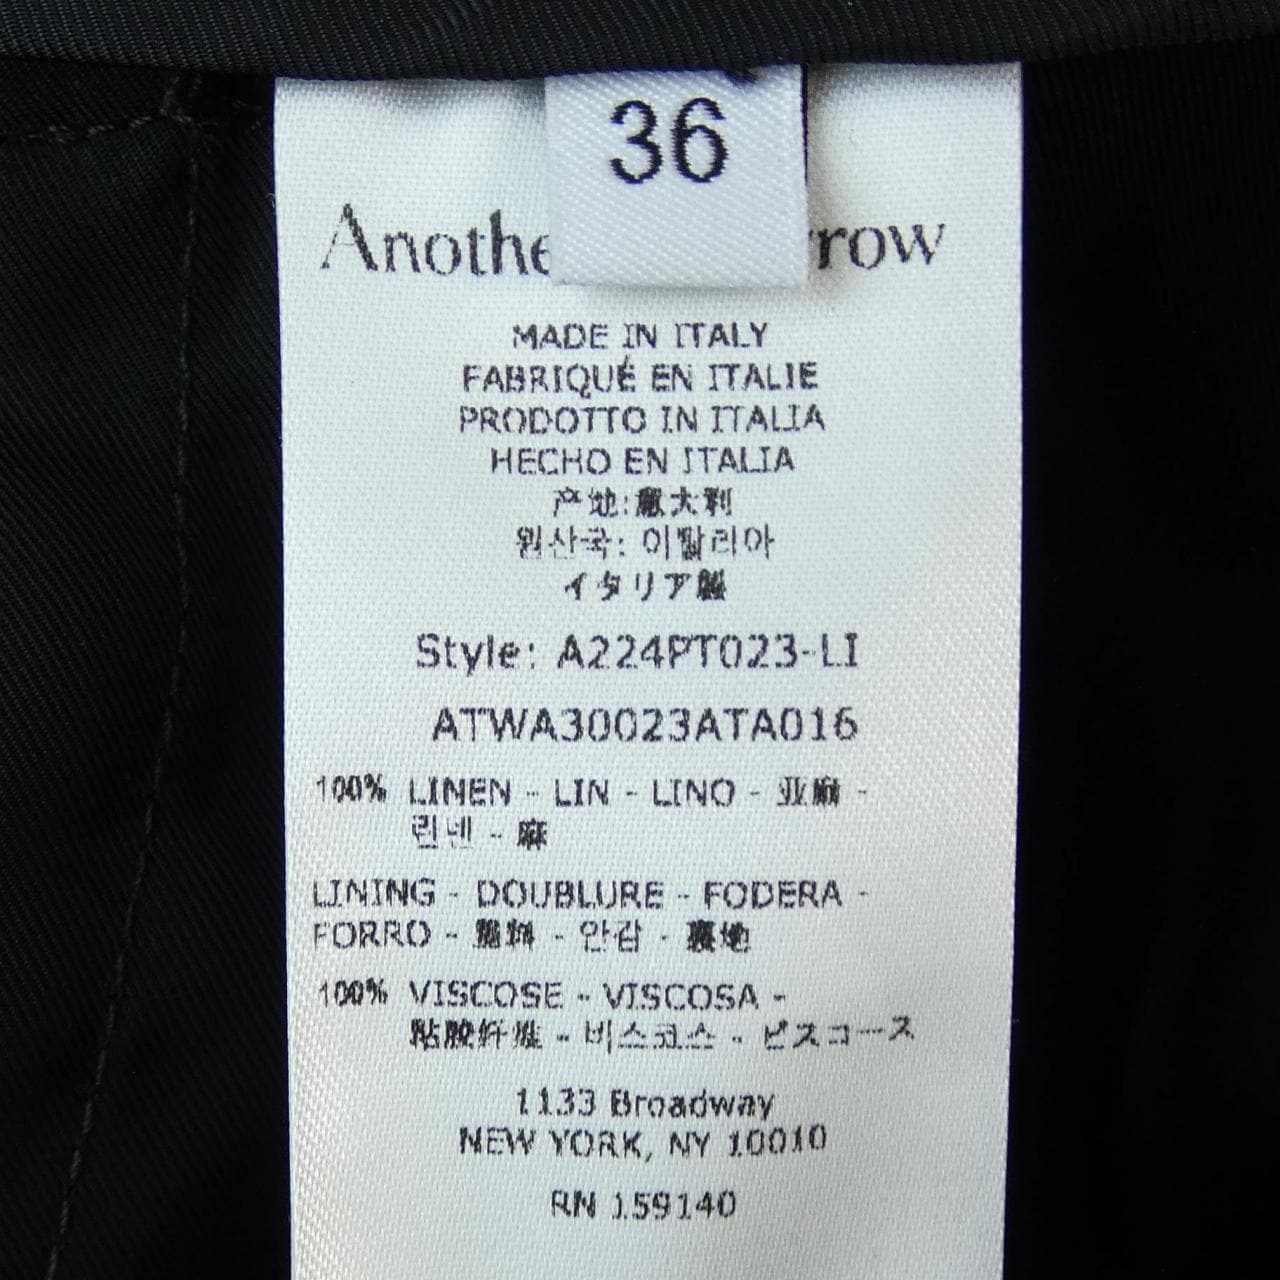 36
Anothe rrow
MADE IN ITALY
FABRIQUÉ EN ITALIE
PRODOTTO IN ITALIA
HECHO EN ITALIA
产地:意大利
원산국: 이탈리아
イタリア製
Style: A224PT023-LI
ATWA30023ATA016
100% LINEN - LIN - LINO - 亚麻 -
린넨 - 麻
LINING - DOUBLURE - FODERA -
FORRO - 裏料 - 안감 - 裏地
100% VISCOSE - VISCOSA -
粘胶纤维 - 비스코스 - ビスコース
1133 Broadway
NEW YORK, NY 10010
RN 159140